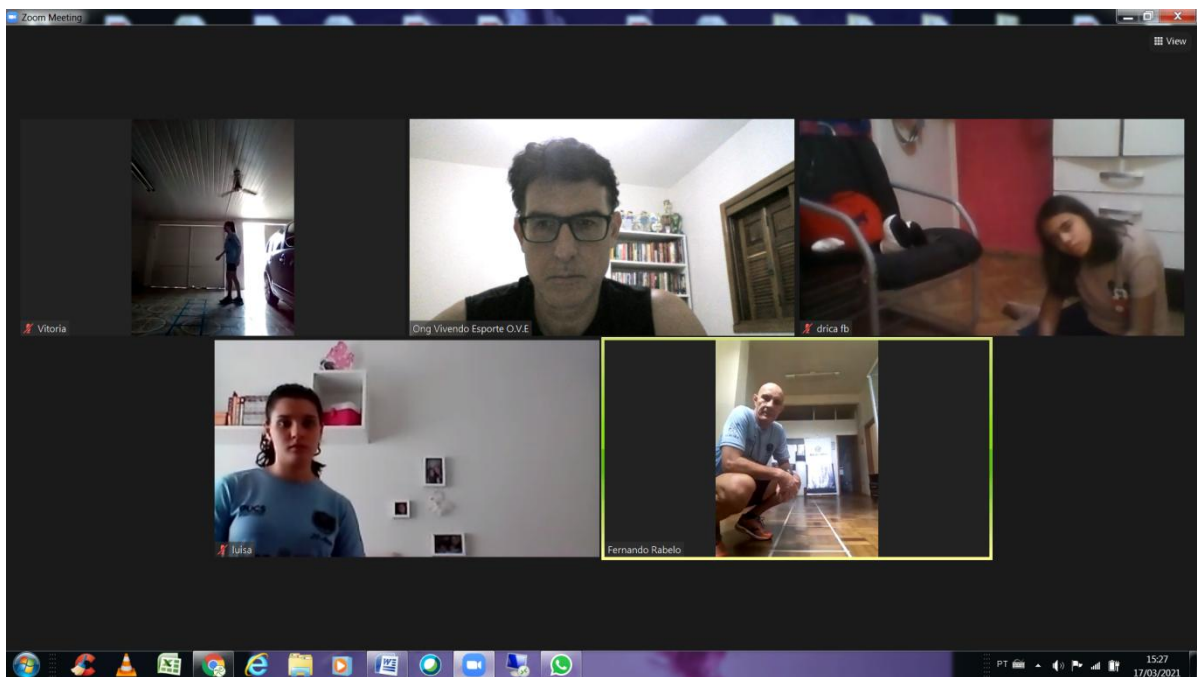 Zoom Meeting
View
Vitoria
Ong Vivendo Esporte O.V.E
drica fb
luisa
Fernando Rabelo
PT
15:27
17/03/2021